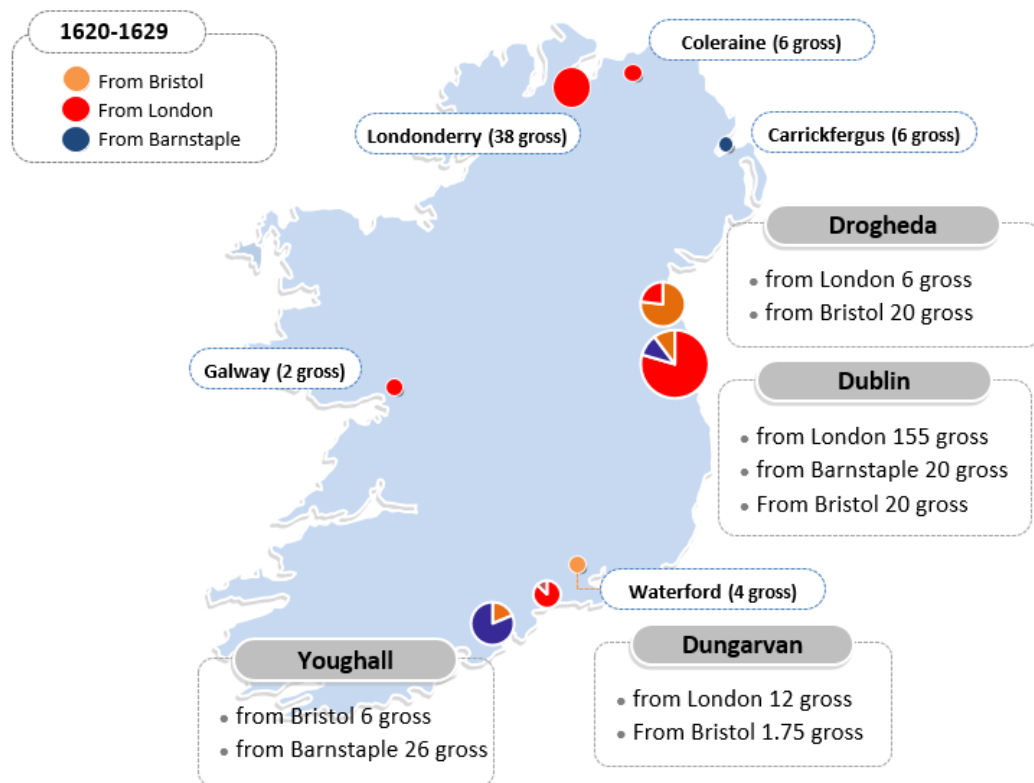 1620-1629
From Bristol
From London
From Barnstaple
Coleraine (6 gross)
Londonderry (38 gross)
Carrickfergus (6 gross)
Drogheda
from London 6 gross
from Bristol 20 gross
Galway (2 gross)
Dublin
from London 155 gross
from Barnstaple 20 gross
From Bristol 20 gross
Waterford (4 gross)
Youghall
from Bristol 6 gross
from Barnstaple 26 gross
Dungarvan
from London 12 gross
From Bristol 1.75 gross